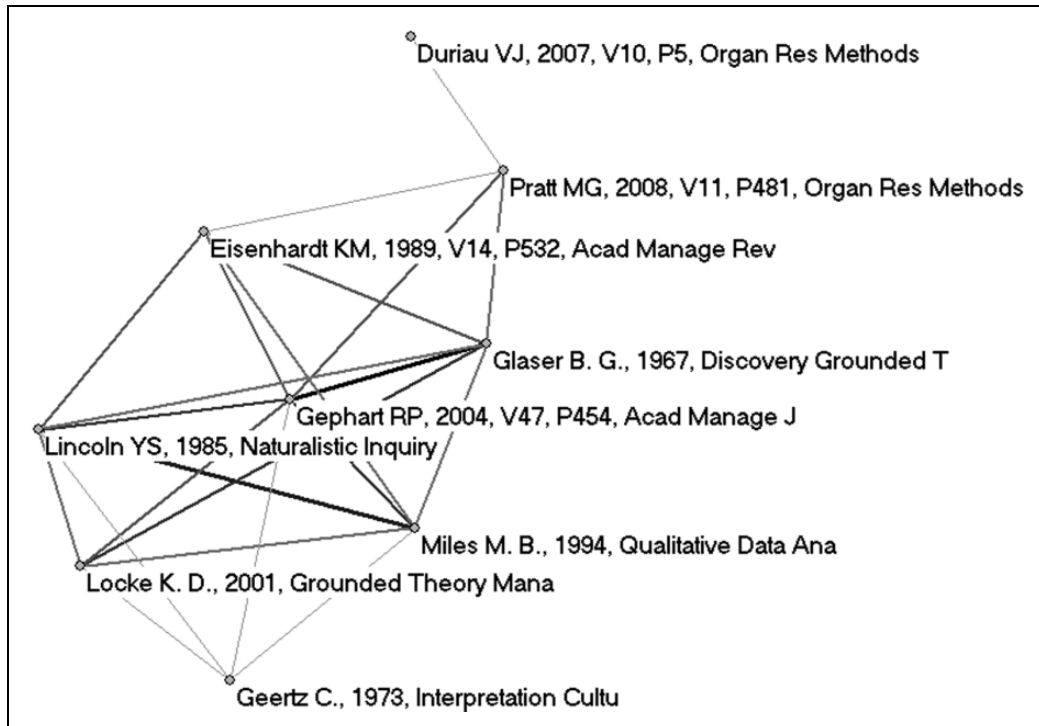 Duriau VJ, 2007, V10, P5, Organ Res Methods
Pratt MG, 2008, V11, P481, Organ Res Methods
Eisenhardt KM, 1989, V14, P532, Acad Manage Rev
Glaser B. G., 1967, Discovery Grounded T
Gephart RP, 2004, V47, P454, Acad Manage J
Lincoln YS, 1985, Naturalistic Inquiry
Miles M. B., 1994, Qualitative Data Ana
Locke K. D., 2001, Grounded Theory Mana
Geertz C., 1973, Interpretation Cultu